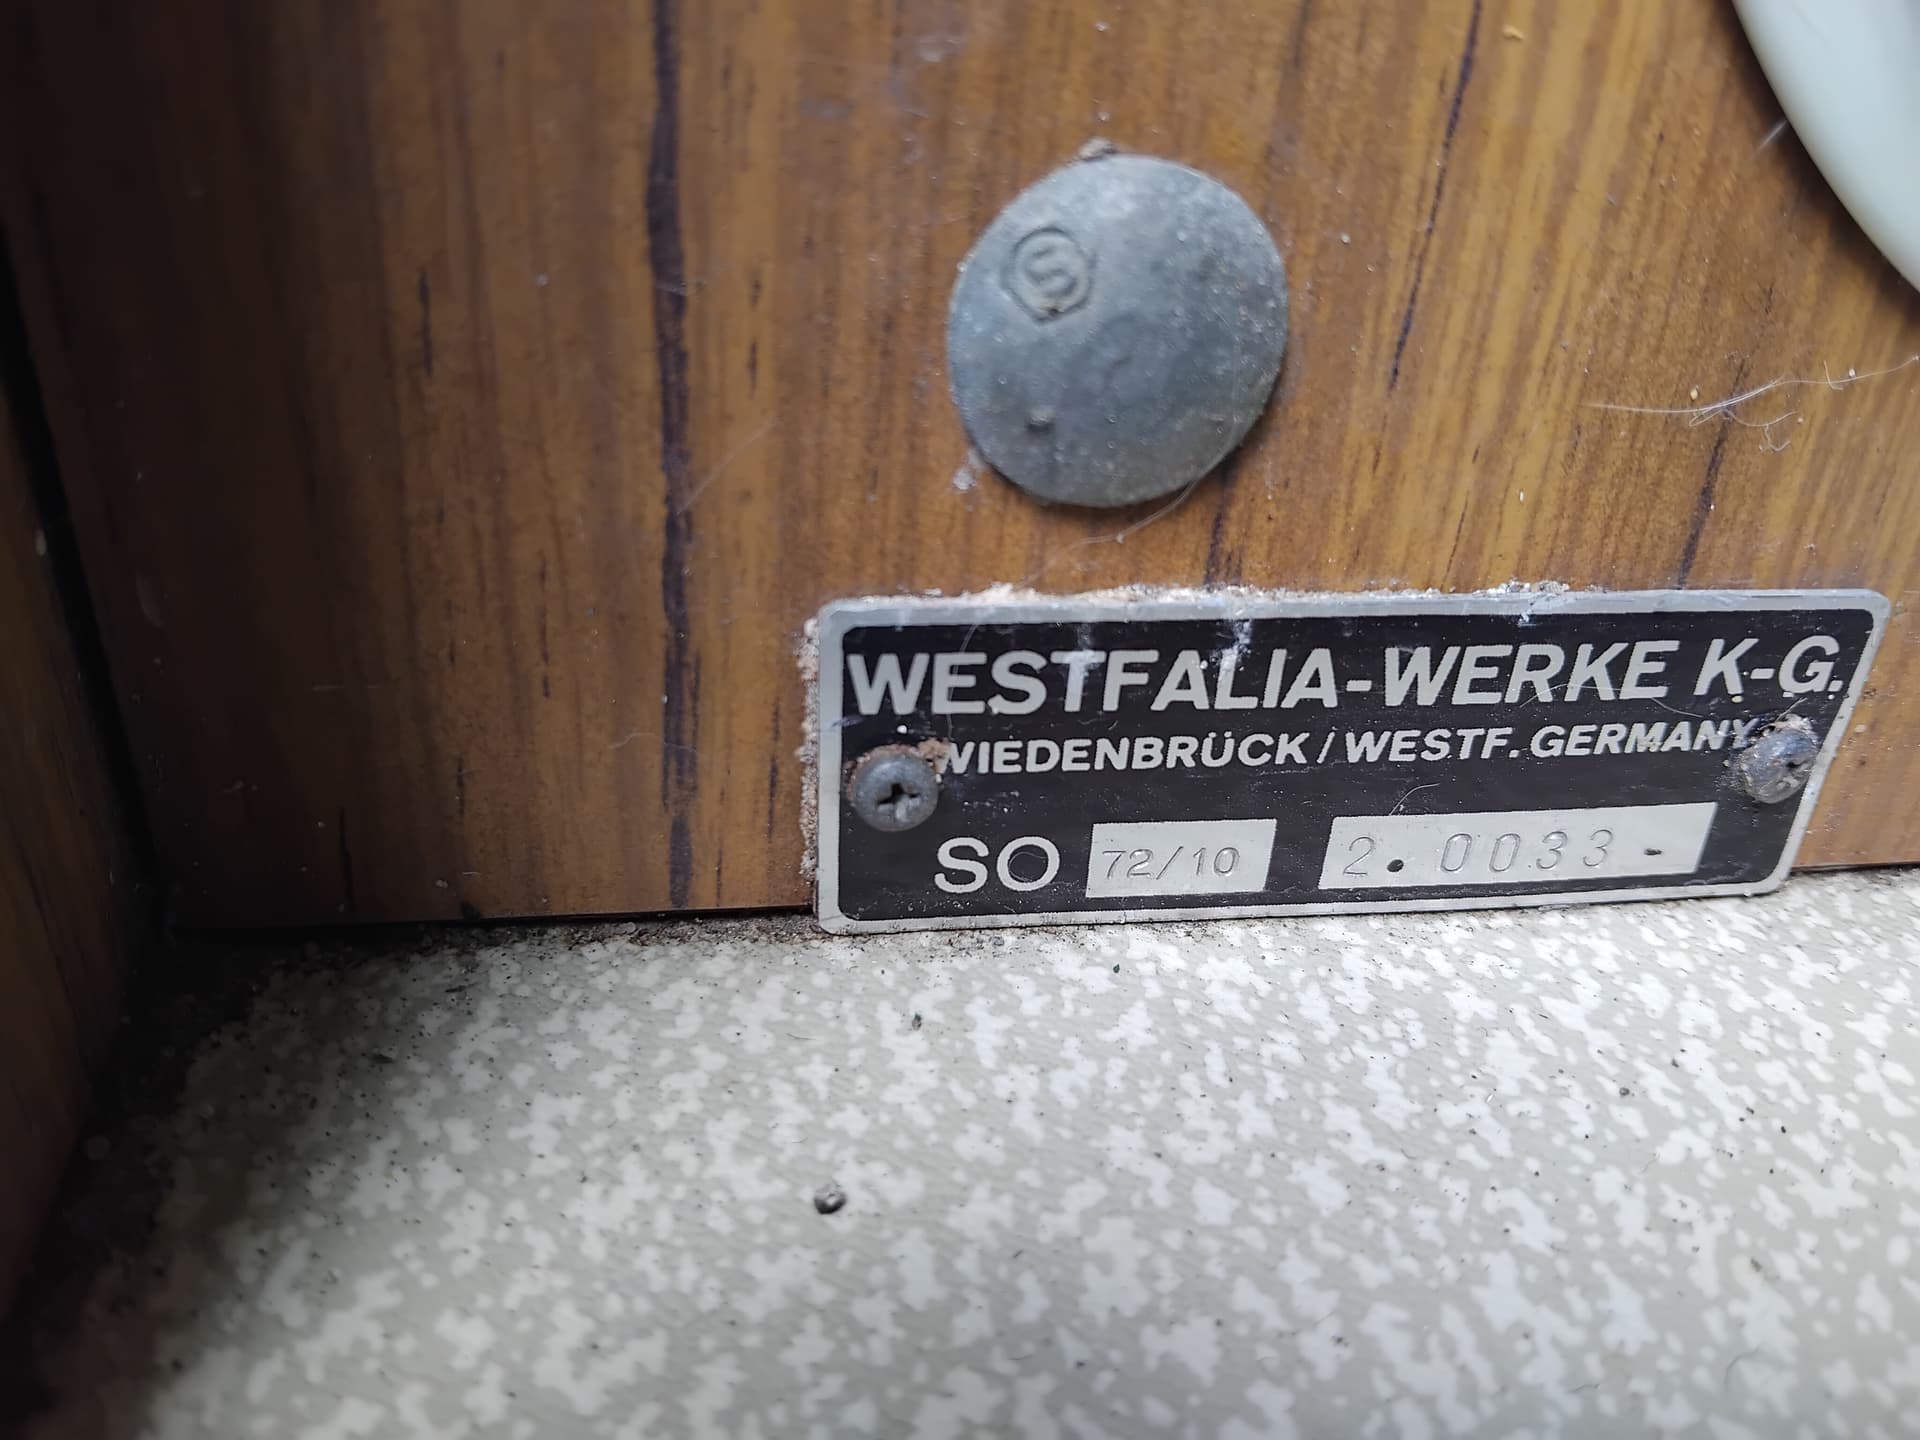 S
WESTFALIA-WERKE K-G.
WIEDENBRÜCK / WESTF. GERMANY
SO 72/10 2. 0033.